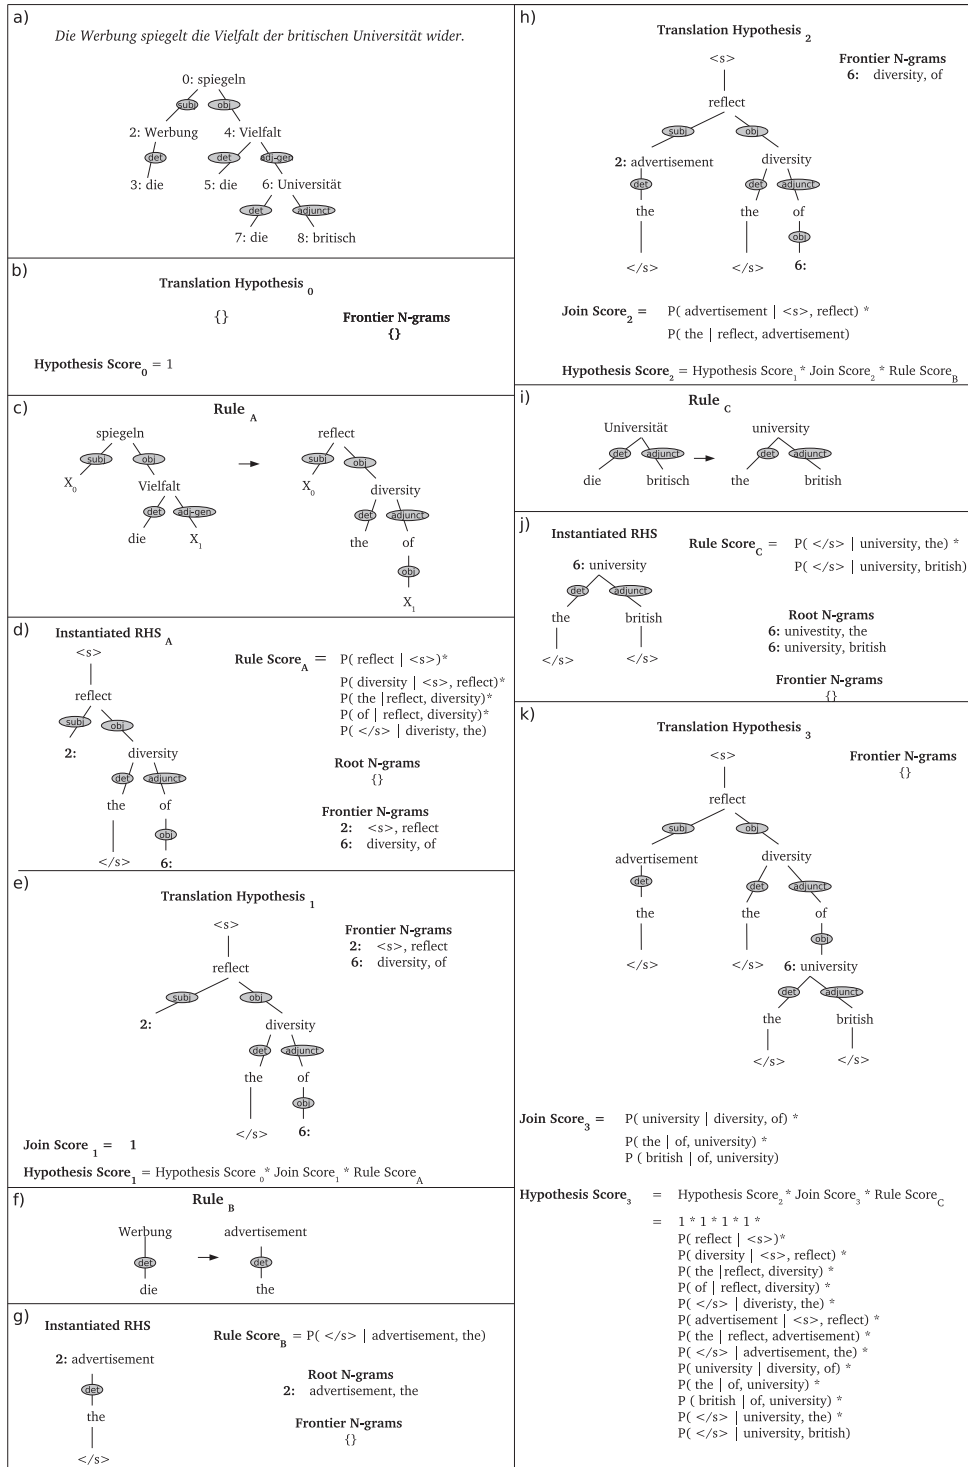 a)
Die Werbung spiegelt die Vielfalt der britischen Universität wider.
0: spiegeln
subj obj
2: Werbung 4: Vielfalt
det det adj-gen
3: die 5: die 6: Universität
det adjunct
7: die 8: britisch
b)
Translation Hypothesis 0
{} Frontier N-grams
{}
Hypothesis Score0 = 1
c)
Rule A
spiegeln reflect
subj obj subj obj
X0 Vielfalt X0 diversity
det adj-gen det adjunct
die X1 the of
obj
X1
d)
Instantiated RHS A
<s>
reflect
subj obj
2: diversity
det adjunct
the of
obj
</s> 6:
Rule ScoreA = P( reflect | <s>)*
P( diversity | <s>, reflect)*
P( the |reflect, diversity)*
P( of | reflect, diversity)*
P( </s> | diveristy, the)
Root N-grams
{}
Frontier N-grams
2: <s>, reflect
6: diversity, of
e)
Translation Hypothesis 1
<s>
reflect
subj obj
2: diversity
det adjunct
the of
obj
</s> 6:
Frontier N-grams
2: <s>, reflect
6: diversity, of
Join Score 1 = 1
Hypothesis Score1 = Hypothesis Score 0* Join Score1 * Rule ScoreA
f)
Rule B
Werbung advertisement
det det
die the
g)
Instantiated RHS
2: advertisement
det
the
</s>
Rule ScoreB = P( </s> | advertisement, the)
Root N-grams
2: advertisement, the
Frontier N-grams
{}
h)
Translation Hypothesis 2
<s>
reflect
subj obj
2: advertisement diversity
det det adjunct
the the of
obj
</s> </s> 6:
Frontier N-grams
6: diversity, of
Join Score2 = P( advertisement | <s>, reflect) *
P( the | reflect, advertisement)
Hypothesis Score2 = Hypothesis Score1 * Join Score2 * Rule ScoreB
i)
Rule C
Universität university
det adjunct det adjunct
die britisch the british
j)
Instantiated RHS
6: university
det adjunct
the british
</s> </s>
Rule ScoreC = P( </s> | university, the) *
P( </s> | university, british)
Root N-grams
6: univestity, the
6: university, british
Frontier N-grams
{}
k)
Translation Hypothesis 3
<s>
reflect
subj obj
advertisement diversity
det det adjunct
the the of
obj
</s> </s> 6: university
det adjunct
the british
</s> </s>
Frontier N-grams
{}
Join Score3 = P( university | diversity, of) *
P( the | of, university) *
P ( british | of, university)
Hypothesis Score3 = Hypothesis Score2 * Join Score3 * Rule ScoreC
= 1 * 1 * 1 * 1 *
P( reflect | <s>)*
P( diversity | <s>, reflect) *
P( the |reflect, diversity) *
P( of | reflect, diversity) *
P( </s> | diveristy, the) *
P( advertisement | <s>, reflect) *
P( the | reflect, advertisement) *
P( </s> | advertisement, the) *
P( university | diversity, of) *
P( the | of, university) *
P ( british | of, university) *
P( </s> | university, the) *
P( </s> | university, british)